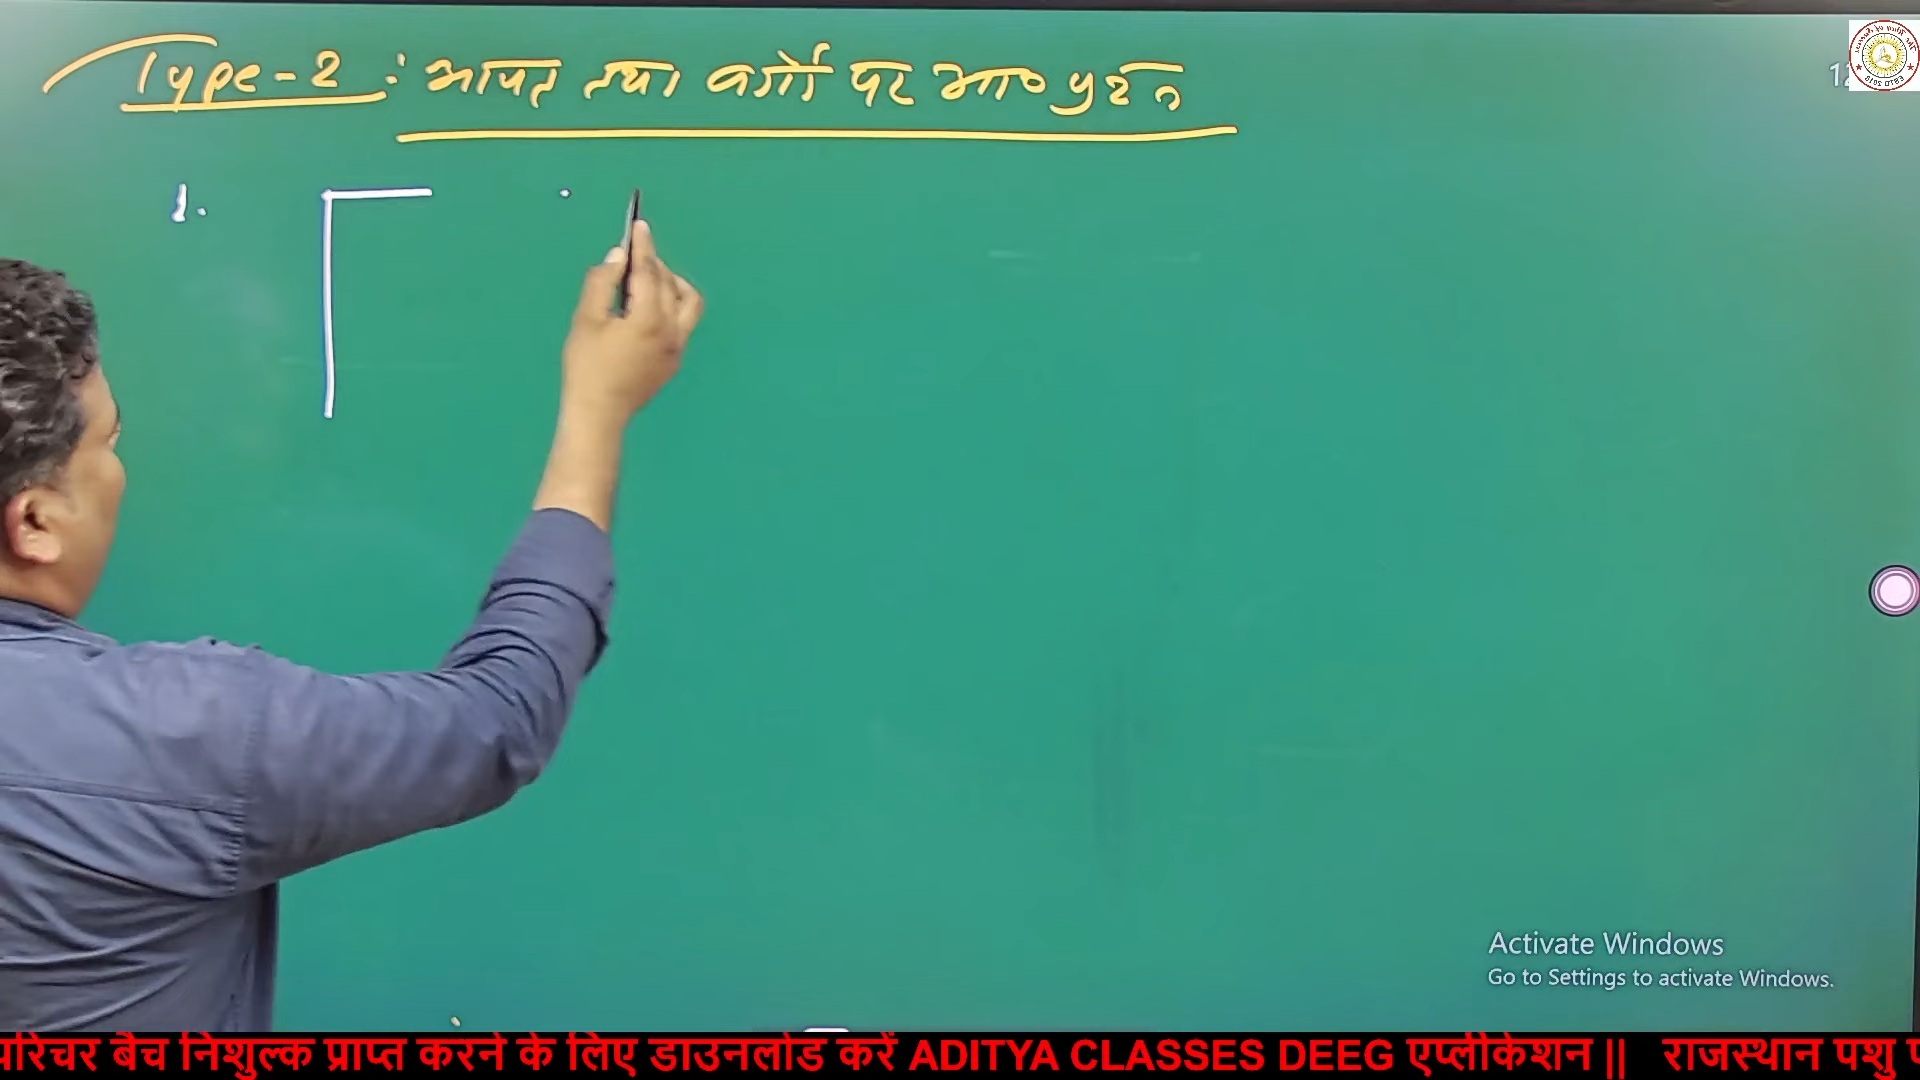 Type-2 : आयत तथा वर्गों पर आ० प्रश्न
1.
12
Activate Windows
Go to Settings to activate Windows.
परिचर बैच निशुल्क प्राप्त करने के लिए डाउनलोड करें ADITYA CLASSES DEEG एप्लीकेशन || राजस्थान पशु प